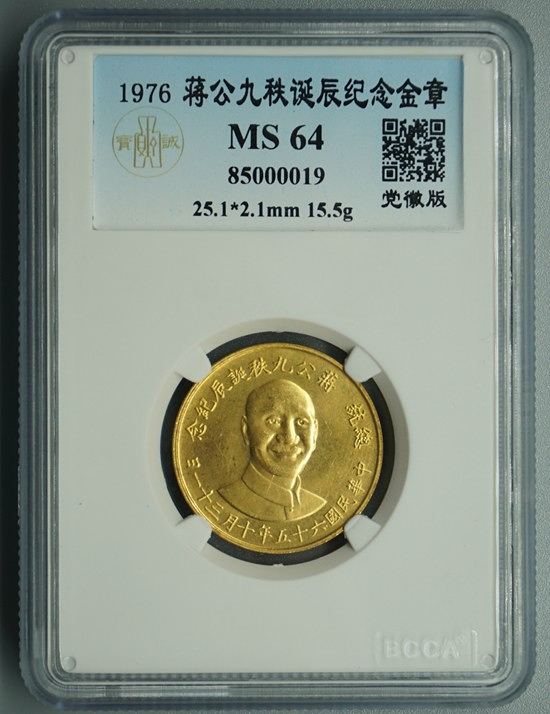 1976 蒋公九秩诞辰纪念金章
MS 64
寶誠
85000019
党徽版
25.1*2.1mm 15.5g
總統 蔣公九秩誕辰紀念
中華民國六十五年十月三十一日
BCCA